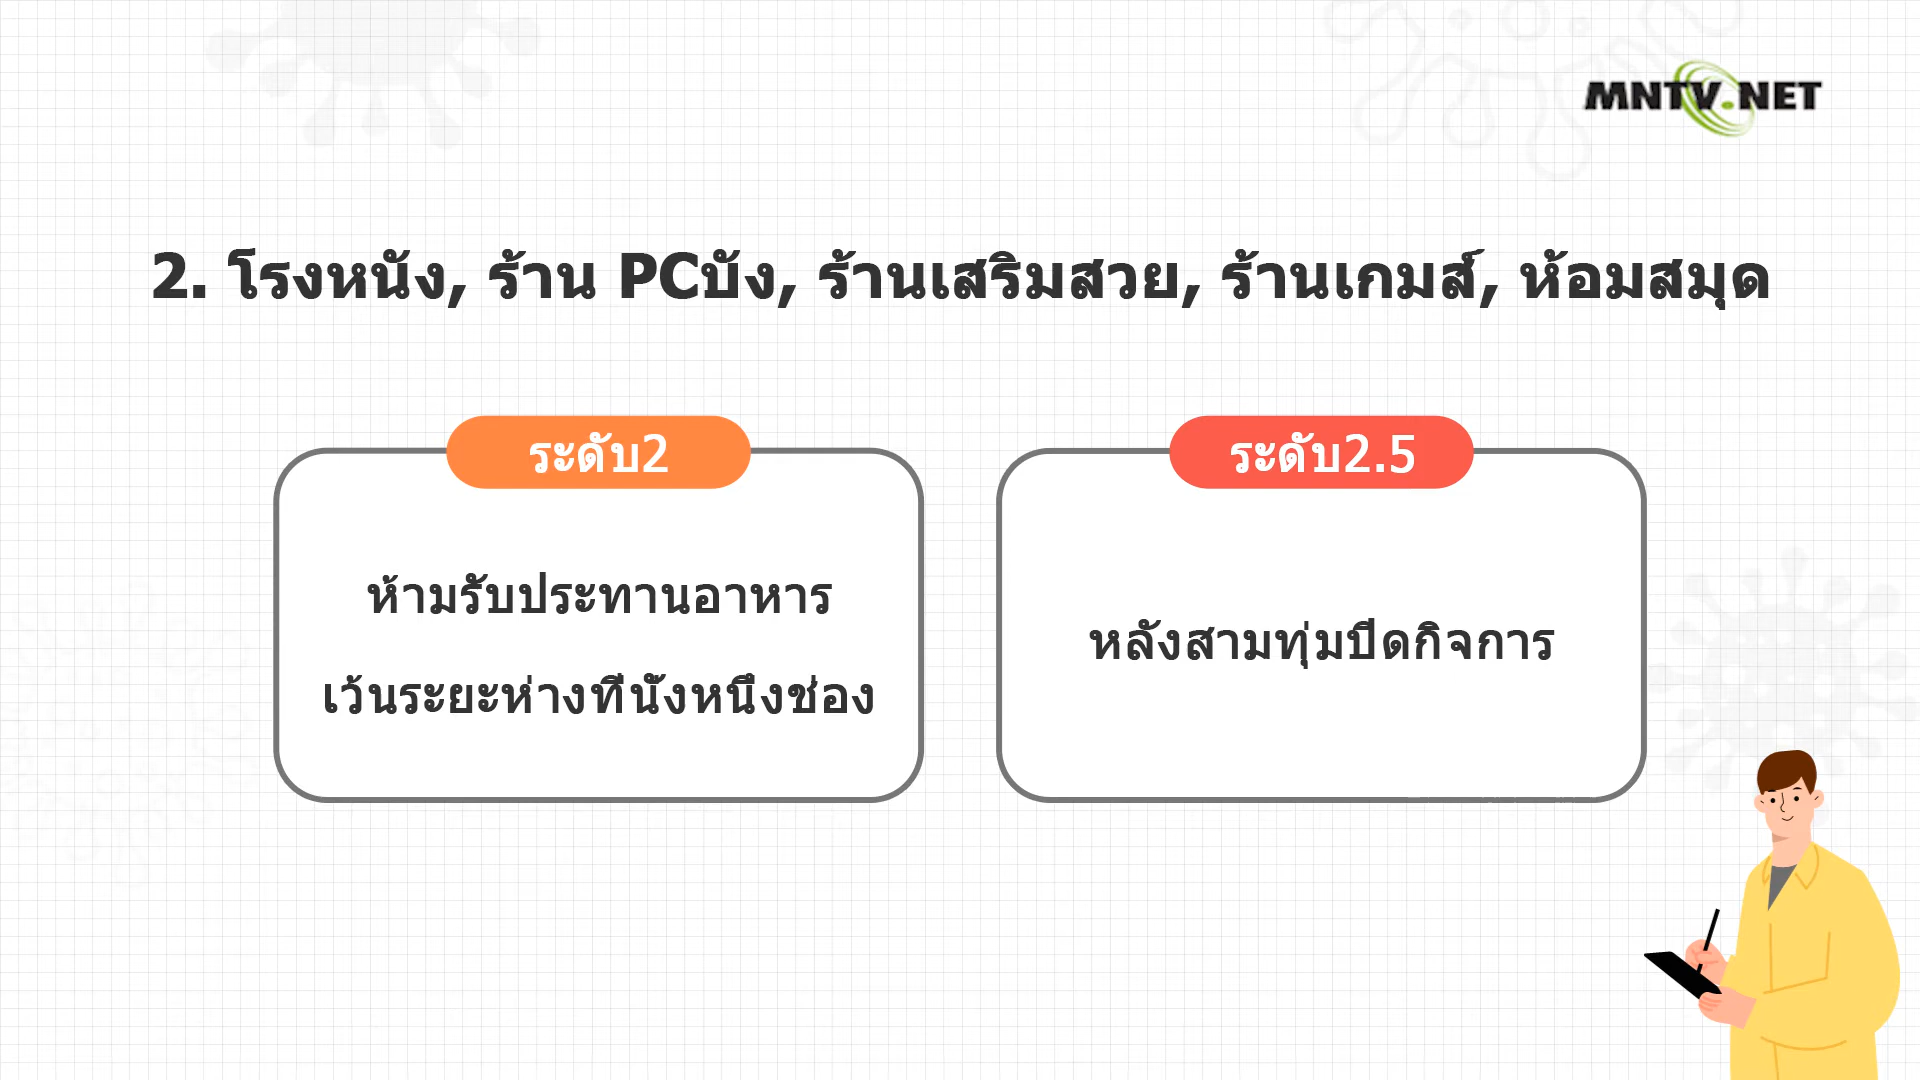 MNTV.NET
2. โรงหนัง, ร้าน PCบัง, ร้านเสริมสวย, ร้านเกมส์, ห้อมสมุด
ระดับ2
ห้ามรับประทานอาหาร
เว้นระยะห่างที่นั่งหนึ่งช่อง
ระดับ2.5
หลังสามทุ่มปิดกิจการ